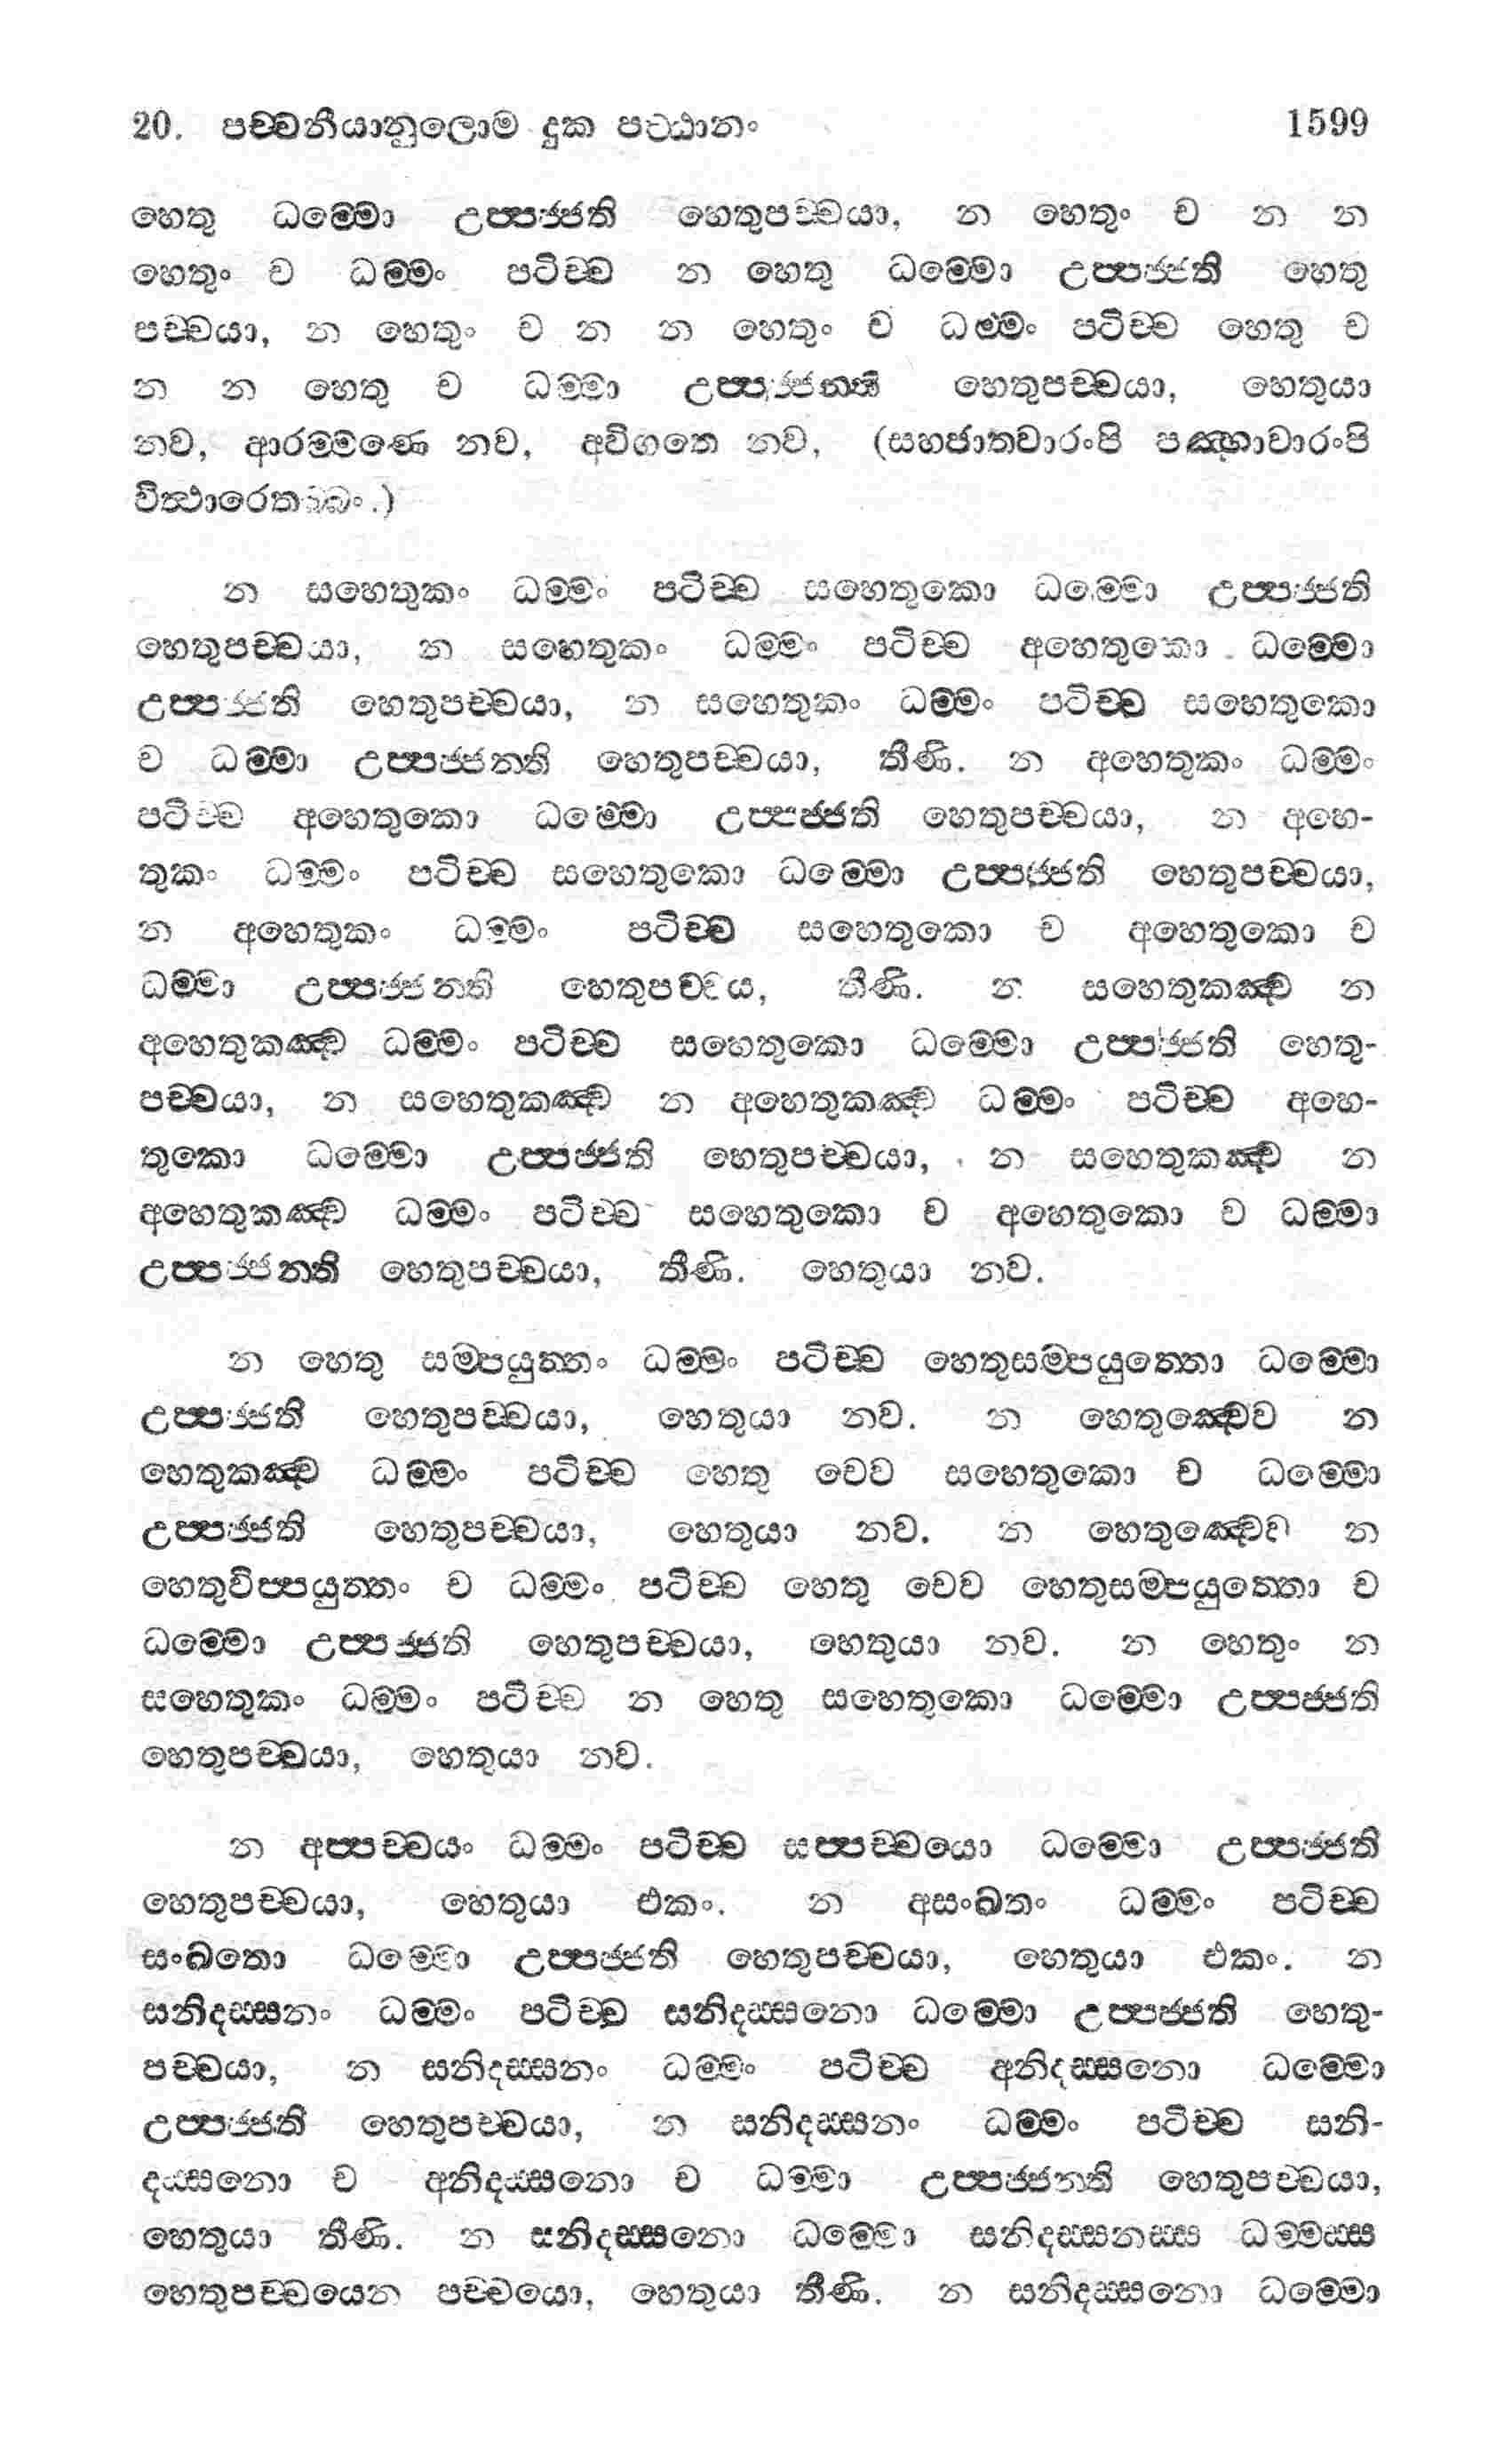 20. පච්චනීයානුලොම දුක පට්ඨානං 1599
හෙතු ධම්මො උප්පජ්ජති හෙතුපච්චයා, න හෙතුං ච න න
හෙතුං ච ධම්මං පටිච්ච න හෙතු ධම්මො උප්පජ්ජති හෙතු
පච්චයා, න හෙතුං ච න න හෙතුං ච ධම්මං පටිච්ච හෙතු ච
න න හෙතු ච ධම්මා උප්පජ්ජන්ති හෙතුපච්චයා, හෙතුයා
නව, ආරම්මණෙ නව, අවිගතෙ නව, (සහජාතවාරංපි පඤ්හාවාරංපි
විත්ථාරෙතබ්බං.)
න සහෙතුකං ධම්මං පටිච්ච සහෙතුකො ධම්මො උප්පජ්ජති
හෙතුපච්චයා, න සහෙතුකං ධම්මං පටිච්ච අහෙතුකො ධම්මො
උප්පජ්ජති හෙතුපච්චයා, න සහෙතුකං ධම්මං පටිච්ච සහෙතුකො
ච ධම්මා උප්පජ්ජන්ති හෙතුපච්චයා, තීණි. න අහෙතුකං ධම්මං
පටිච්ච අහෙතුකො ධම්මො උප්පජ්ජති හෙතුපච්චයා, න අහෙ-
තුකං ධම්මං පටිච්ච සහෙතුකො ධම්මො උප්පජ්ජති හෙතුපච්චයා,
න අහෙතුකං ධම්මං පටිච්ච සහෙතුකො ච අහෙතුකො ච
ධම්මා උප්පජ්ජන්ති හෙතුපච්චය, තීණි. න සහෙතුකඤ්ච න
අහෙතුකඤ්ච ධම්මං පටිච්ච සහෙතුකො ධම්මො උප්පජ්ජති හෙතු-
පච්චයා, න සහෙතුකඤ්ච න අහෙතුකඤ්ච ධම්මං පටිච්ච අහෙ-
තුකො ධම්මො උප්පජ්ජති හෙතුපච්චයා, න සහෙතුකඤ්ච න
අහෙතුකඤ්ච ධම්මං පටිච්ච සහෙතුකො ච අහෙතුකො ච ධම්මා
උප්පජ්ජන්ති හෙතුපච්චයා, තීණි. හෙතුයා නව.
න හෙතු සම්පයුත්තං ධම්මං පටිච්ච හෙතුසම්පයුත්තො ධම්මො
උප්පජ්ජති හෙතුපච්චයා, හෙතුයා නව. න හෙතුඤ්චෙව න
හෙතුකඤ්ච ධම්මං පටිච්ච හෙතු චෙව සහෙතුකො ච ධම්මො
උප්පජ්ජති හෙතුපච්චයා, හෙතුයා නව. න හෙතුඤ්චෙව න
හෙතුවිප්පයුත්තං ච ධම්මං පටිච්ච හෙතු චෙව හෙතුසම්පයුත්තො ච
ධම්මො උප්පජ්ජති හෙතුපච්චයා, හෙතුයා නව. න හෙතුං න
සහෙතුකං ධම්මං පටිච්ච න හෙතු සහෙතුකො ධම්මො උප්පජ්ජති
හෙතුපච්චයා, හෙතුයා නව.
න අප්පච්චයං ධම්මං පටිච්ච සප්පච්චයො ධම්මො උප්පජ්ජති
හෙතුපච්චයා, හෙතුයා එකං. න අසංඛතං ධම්මං පටිච්ච
සංඛතො ධම්මො උප්පජ්ජති හෙතුපච්චයා, හෙතුයා එකං. න
සනිදස්සනං ධම්මං පටිච්ච සනිදස්සනො ධම්මො උප්පජ්ජති හෙතු-
පච්චයා, න සනිදස්සනං ධම්මං පටිච්ච අනිදස්සනො ධම්මො
උප්පජ්ජති හෙතුපච්චයා, න සනිදස්සනං ධම්මං පටිච්ච සනි-
දස්සනො ච අනිදස්සනො ච ධම්මා උප්පජ්ජන්ති හෙතුපච්චයා,
හෙතුයා තීණි. න සනිදස්සනො ධම්මො සනිදස්සනස්ස ධම්මස්ස
හෙතුපච්චයෙන පච්චයො, හෙතුයා තීණි. න සනිදස්සනො ධම්මො